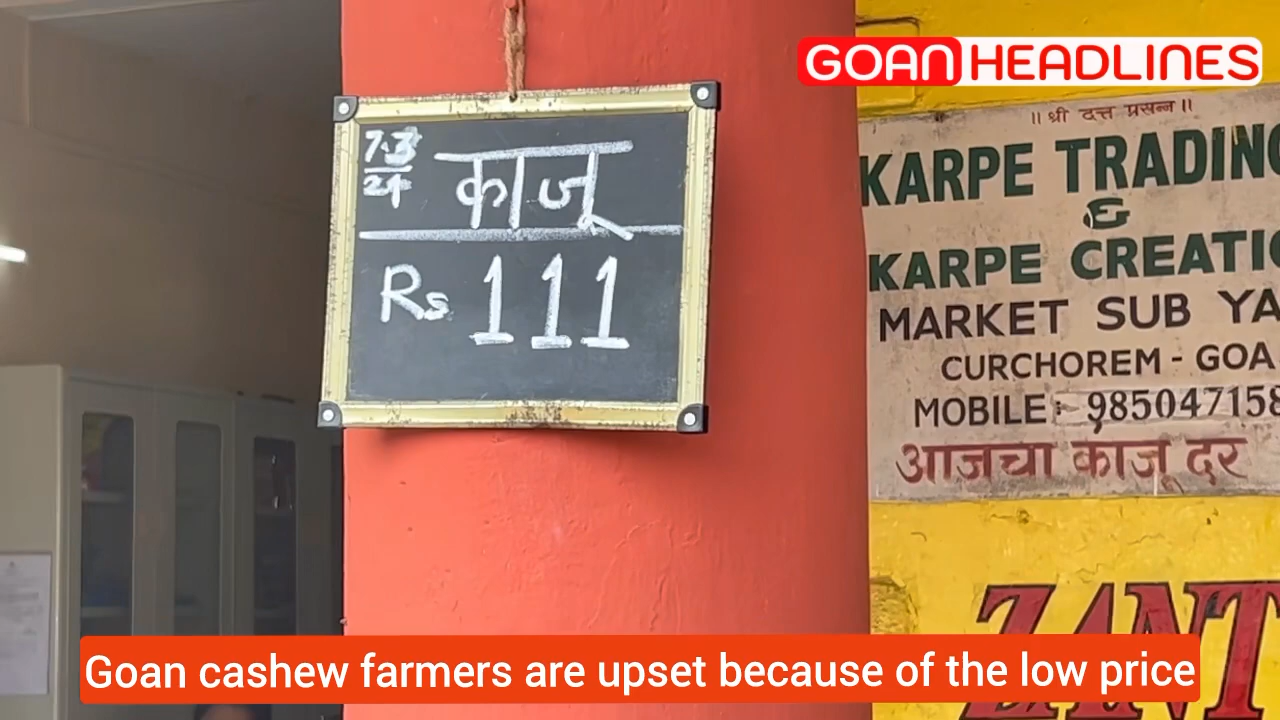 GOAN HEADLINES
7.3
24
काजू
Rs 111
॥ श्री दत्त प्रसन्न ॥
KARPE TRADING
&
KARPE CREATIO
MARKET SUB YA
CURCHOREM - GOA
MOBILE: 985047158
आजचा काजू दर
ZANT
Goan cashew farmers are upset because of the low price